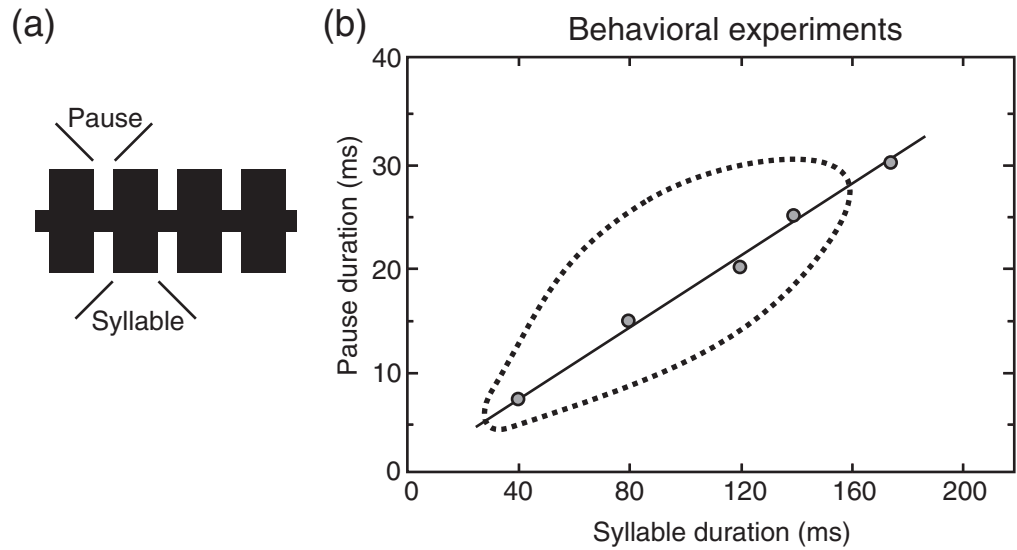 (a)
Pause
Syllable
(b)
Behavioral experiments
Pause duration (ms)
40
30
20
10
0
0 40 80 120 160 200
Syllable duration (ms)